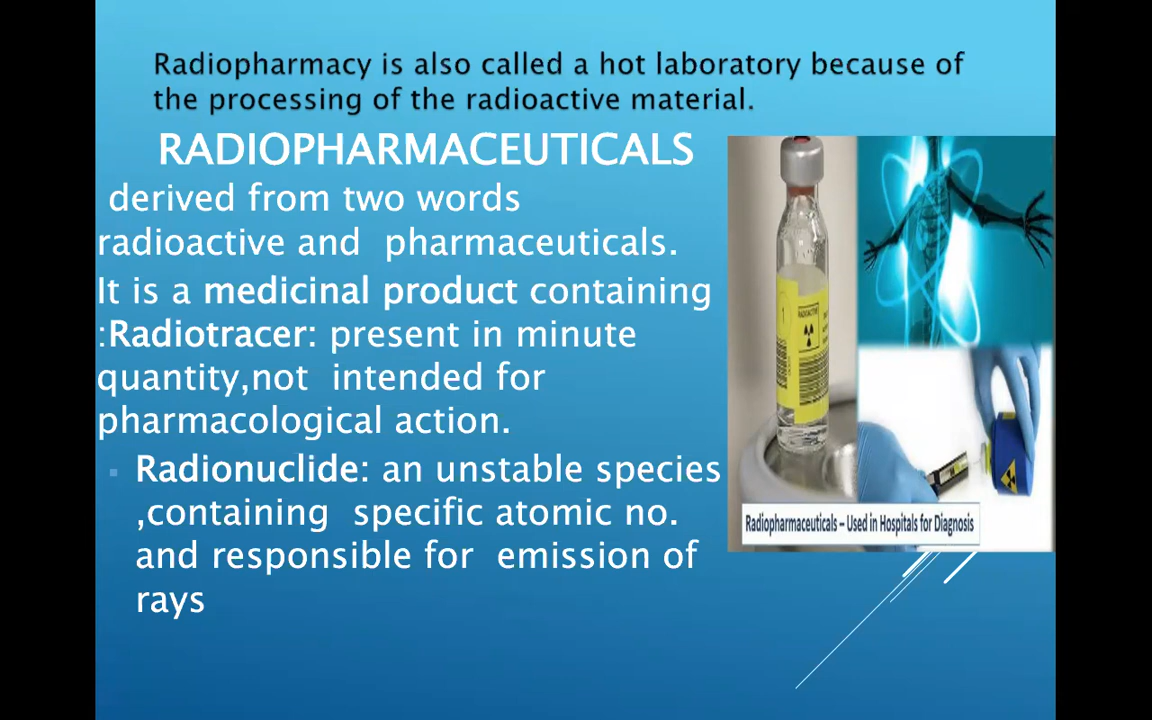 Radiopharmacy is also called a hot laboratory because of
the processing of the radioactive material.
RADIOPHARMACEUTICALS
derived from two words
radioactive and pharmaceuticals.
It is a medicinal product containing
:Radiotracer: present in minute
quantity,not intended for
pharmacological action.
Radionuclide: an unstable species
,containing specific atomic no.
and responsible for emission of
rays
RADIOACTIVE
Radiopharmaceuticals – Used in Hospitals for Diagnosis